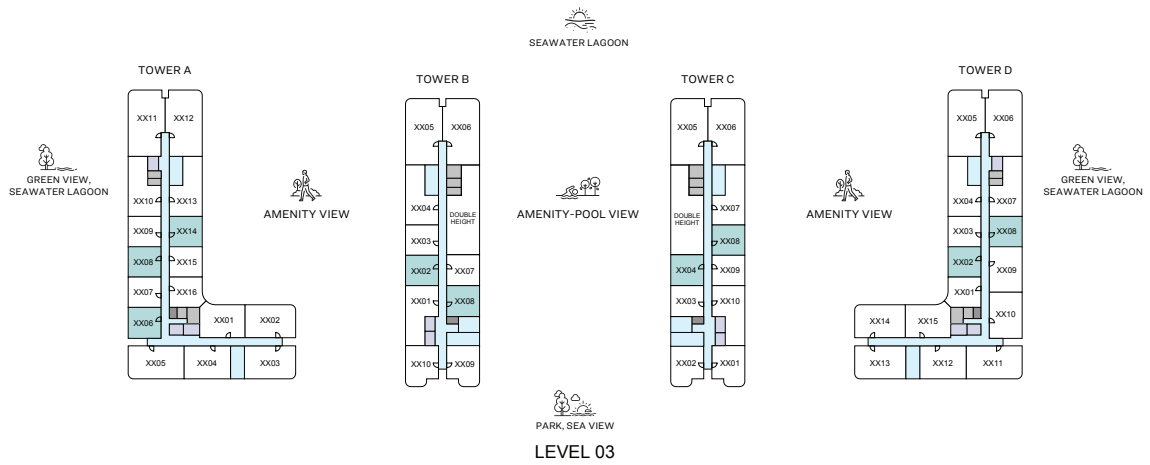 SEAWATER LAGOON
TOWER A
TOWER B
TOWER C
TOWER D
XX11
XX12
XX10
XX13
XX09
XX14
XX08
XX15
XX07
XX16
XX06
XX01
XX02
XX05
XX04
XX03
GREEN VIEW,
SEAWATER LAGOON
AMENITY VIEW
XX05
XX06
XX04
DOUBLE
HEIGHT
XX03
XX02
XX07
XX01
XX08
XX10
XX09
AMENITY-POOL VIEW
XX05
XX06
XX07
DOUBLE
HEIGHT
XX08
XX04
XX09
XX03
XX10
XX02
XX01
AMENITY VIEW
XX05
XX06
XX04
XX07
XX03
XX08
XX02
XX09
XX01
XX10
XX14
XX15
XX13
XX12
XX11
GREEN VIEW,
SEAWATER LAGOON
PARK, SEA VIEW
LEVEL 03